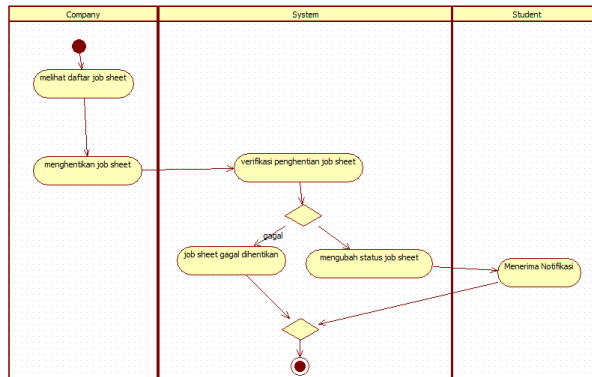 Company
System
Student
melihat daftar job sheet
menghentikan job sheet
verifikasi penghentian job sheet
gagal
job sheet gagal dihentikan
mengubah status job sheet
Menerima Notifikasi